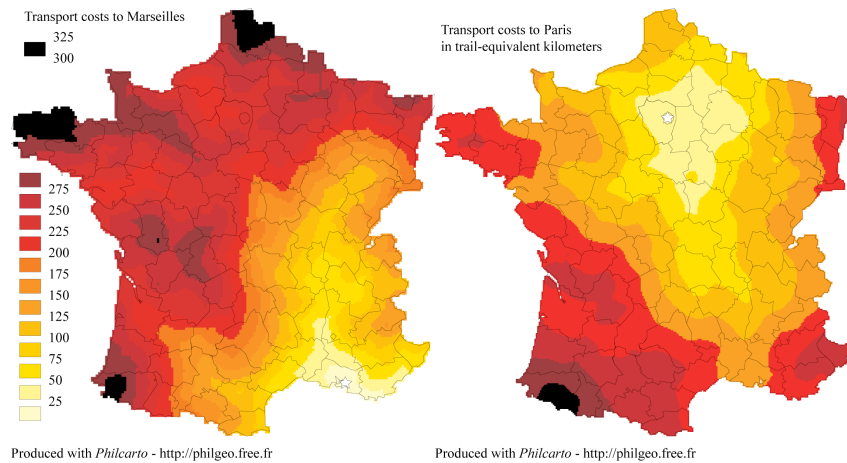 Transport costs to Marseilles
325
300
275
250
225
200
175
150
125
100
75
50
25
Produced with Philcarto - http://philgeo.free.fr
Transport costs to Paris
in trail-equivalent kilometers
Produced with Philcarto - http://philgeo.free.fr